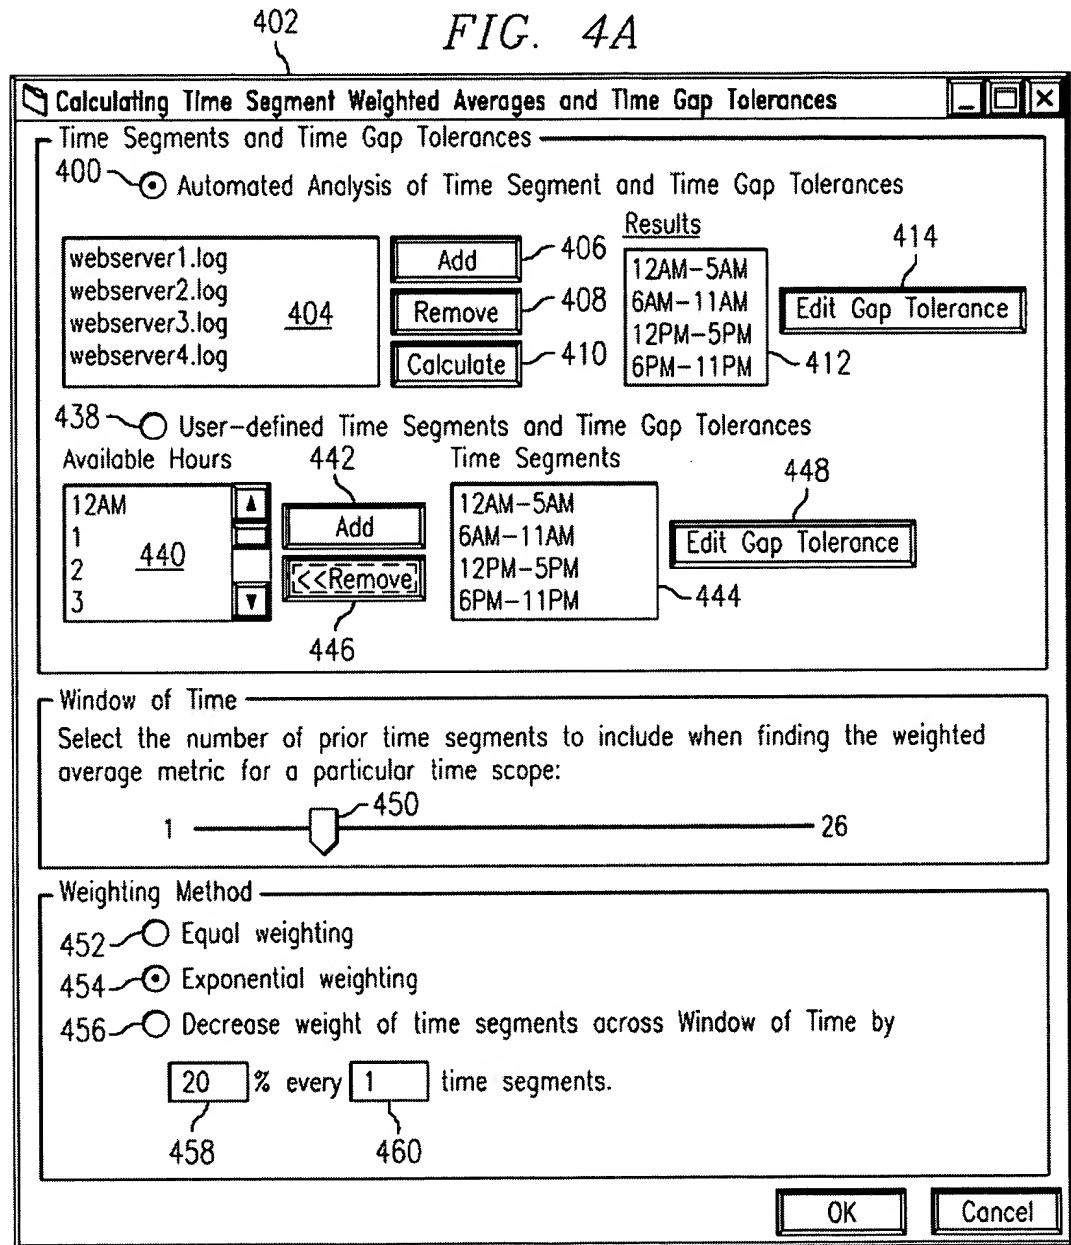 402
FIG. 4A
Calculating Time Segment Weighted Averages and Time Gap Tolerances
Time Segments and Time Gap Tolerances
400
Automated Analysis of Time Segment and Time Gap Tolerances
webserver1.log
webserver2.log
webserver3.log
webserver4.log
404
Add
406
Remove
408
Calculate
410
Results
12AM-5AM
6AM-11AM
12PM-5PM
6PM-11PM
412
414
Edit Gap Tolerance
438
User-defined Time Segments and Time Gap Tolerances
Available Hours
12AM
1
2
3
440
442
Add
<<Remove
446
Time Segments
12AM-5AM
6AM-11AM
12PM-5PM
6PM-11PM
444
448
Edit Gap Tolerance
Window of Time
Select the number of prior time segments to include when finding the weighted
average metric for a particular time scope:
450
1
26
Weighting Method
452
Equal weighting
454
Exponential weighting
456
Decrease weight of time segments across Window of Time by
20 % every 1 time segments.
458
460
OK
Cancel